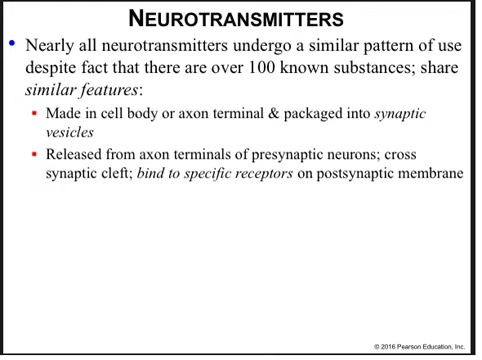 NEUROTRANSMITTERS
• Nearly all neurotransmitters undergo a similar pattern of use
despite fact that there are over 100 known substances; share
similar features:
▪ Made in cell body or axon terminal & packaged into synaptic
vesicles
▪ Released from axon terminals of presynaptic neurons; cross
synaptic cleft; bind to specific receptors on postsynaptic membrane
© 2016 Pearson Education, Inc.